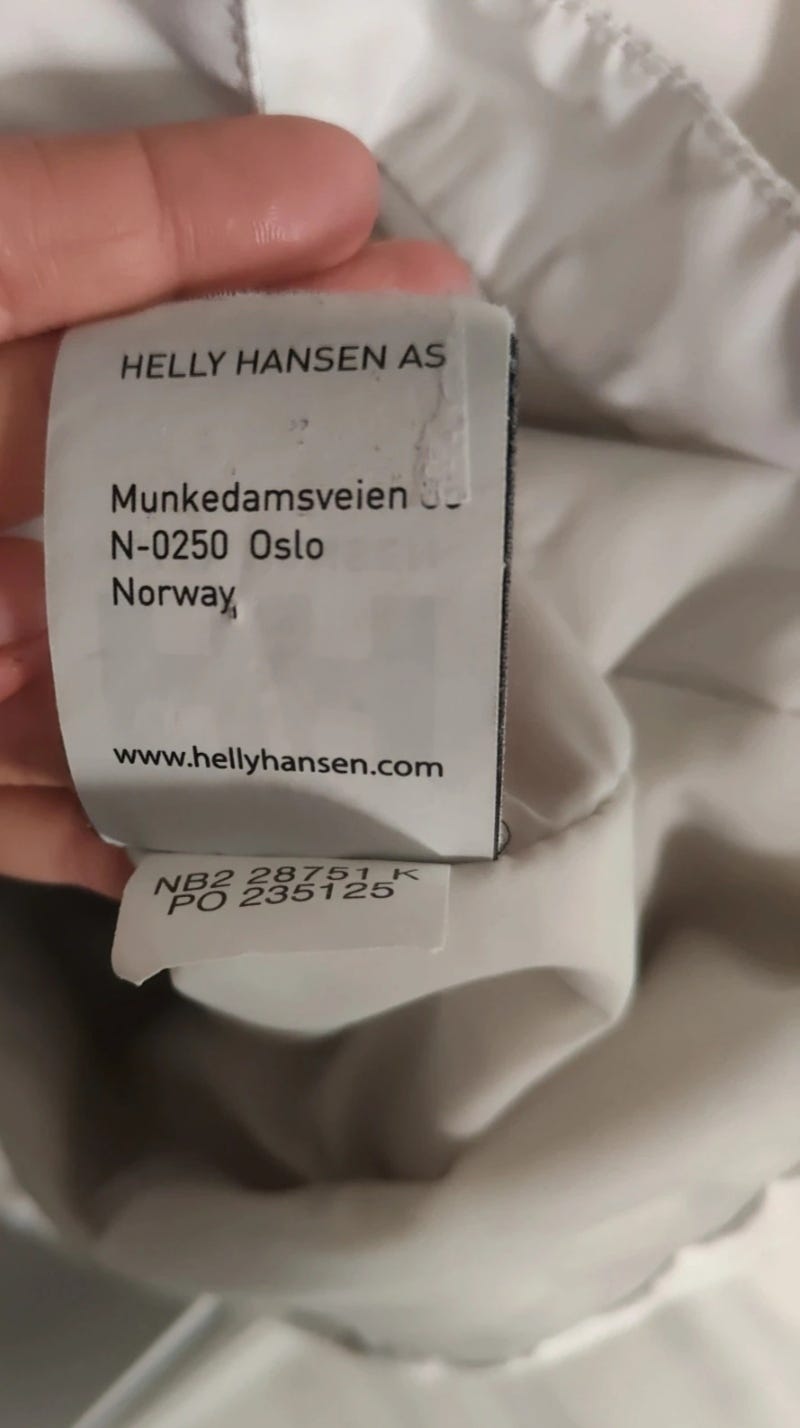 HELLY HANSEN AS
Munkedamsveien
N-0250 Oslo
Norway
www.hellyhansen.com
NB2 28751 K
PO 235125